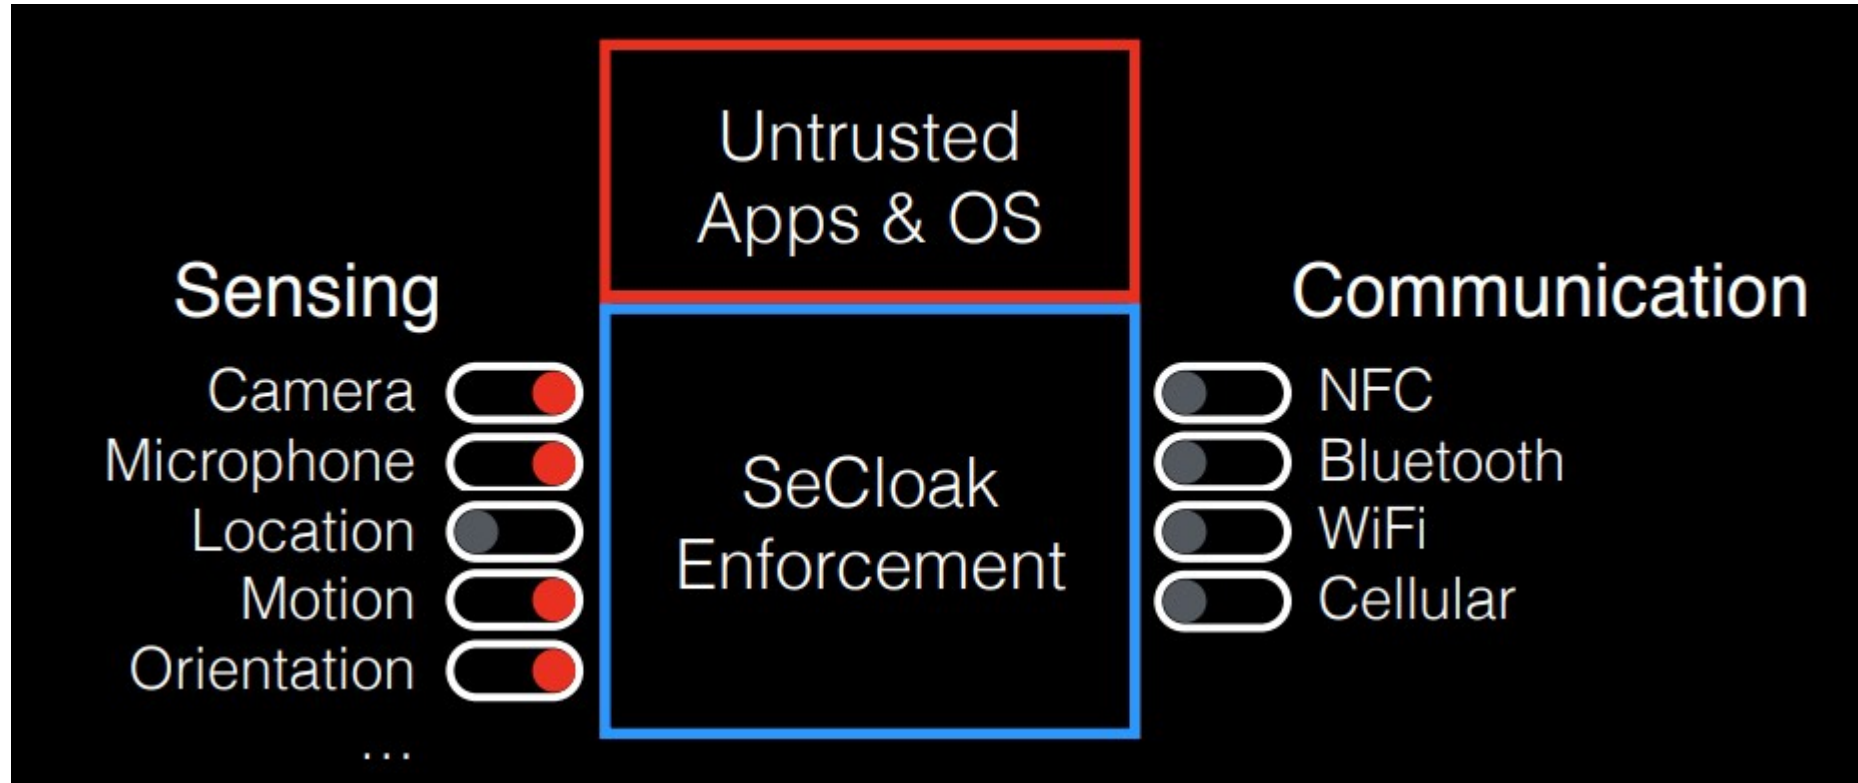 Untrusted
Apps & OS
Sensing
Camera
Microphone
Location
Motion
Orientation
...
SeCloak
Enforcement
Communication
NFC
Bluetooth
WiFi
Cellular